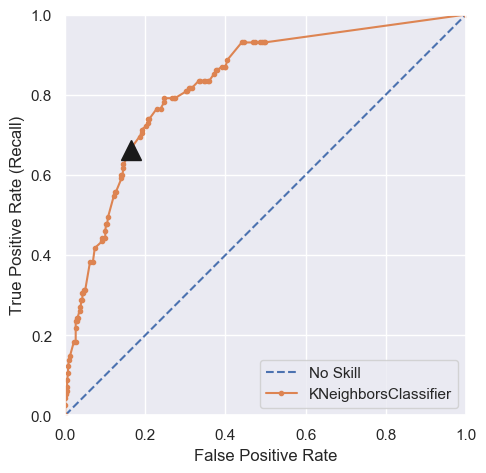 1.0
0.8
0.6
0.4
0.2
0.0
True Positive Rate (Recall)
No Skill
KNeighborsClassifier
0.0 0.2 0.4 0.6 0.8 1.0
False Positive Rate